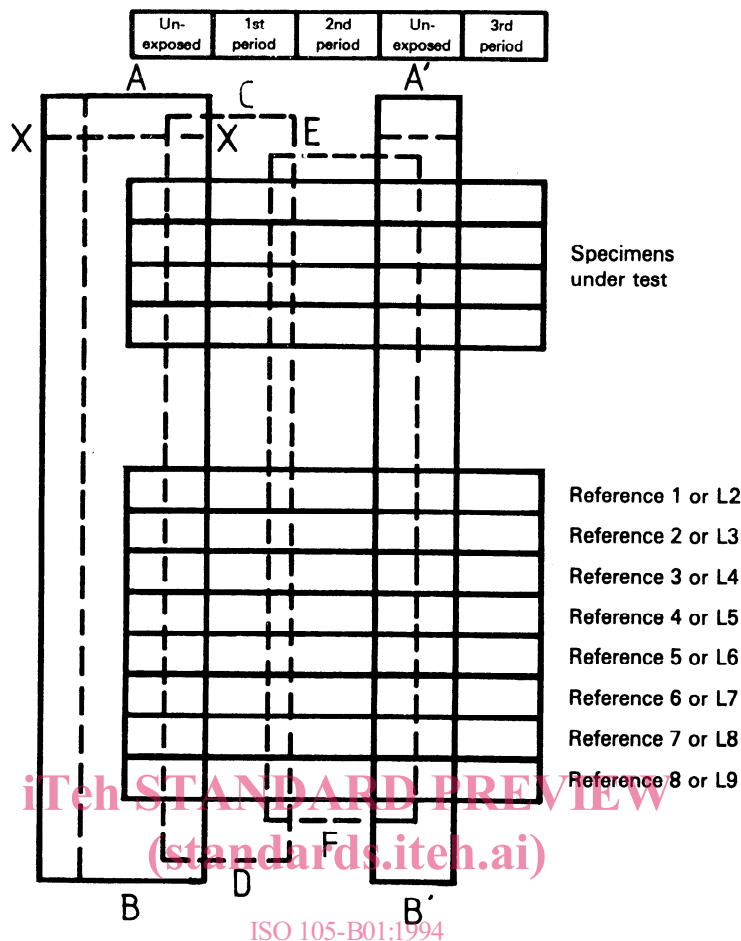 Un-
exposed
1st
period
2nd
period
Un-
exposed
3rd
period
A
A'
C
X
X
E
Specimens
under test
Reference 1 or L2
Reference 2 or L3
Reference 3 or L4
Reference 4 or L5
Reference 5 or L6
Reference 6 or L7
Reference 7 or L8
Reference 8 or L9
iTeh STANDARD PREVIEW
F
(standards.iteh.ai)
D
B
B'
ISO 105-B01:1994